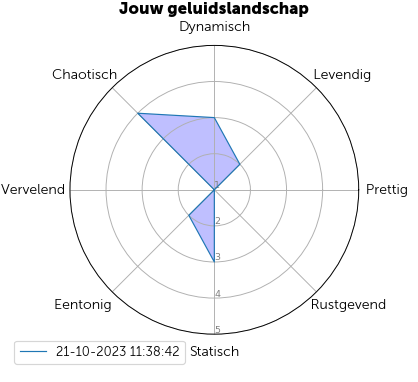 Jouw geluidslandschap
Dynamisch
Chaotisch
Levendig
Vervelend
Prettig
1
2
3
4
5
Eentonig
Rustgevend
21-10-2023 11:38:42
Statisch